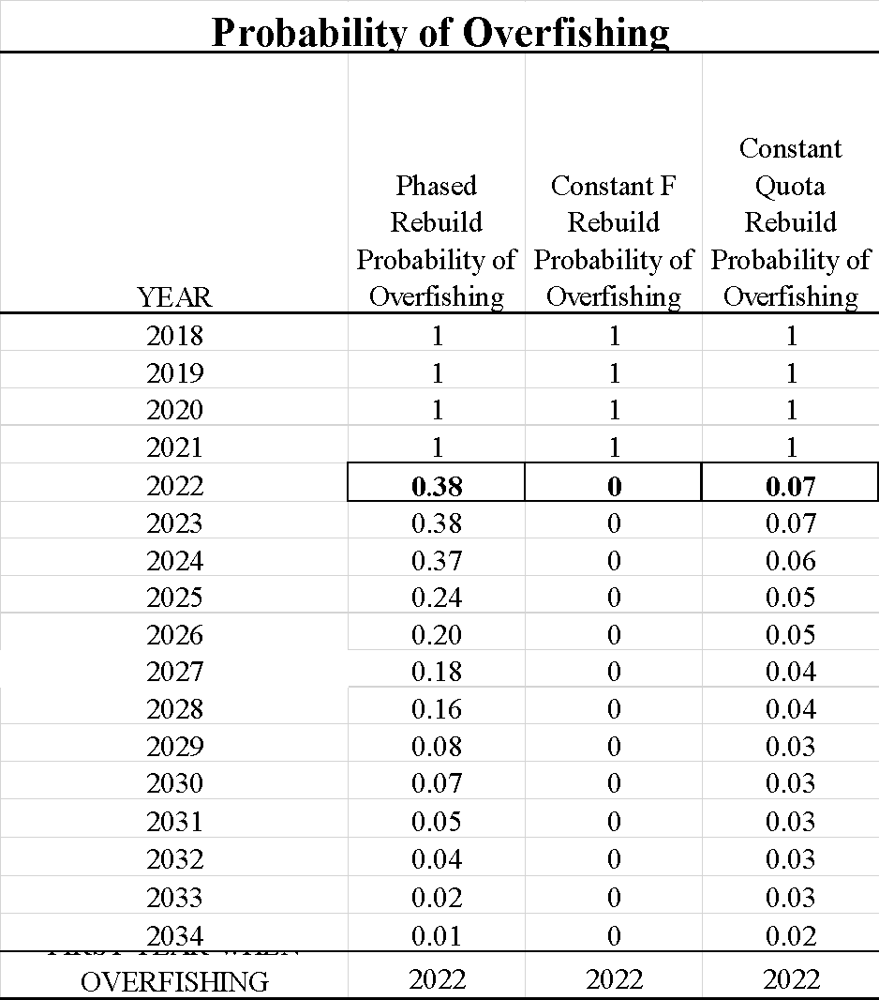 Probability of Overfishing
YEAR
Phased
Rebuild
Probability of
Overfishing
Constant F
Rebuild
Probability of
Overfishing
Constant
Quota
Rebuild
Probability of
Overfishing
2018 1 1 1
2019 1 1 1
2020 1 1 1
2021 1 1 1
2022 0.38 0 0.07
2023 0.38 0 0.07
2024 0.37 0 0.06
2025 0.24 0 0.05
2026 0.20 0 0.05
2027 0.18 0 0.04
2028 0.16 0 0.04
2029 0.08 0 0.03
2030 0.07 0 0.03
2031 0.05 0 0.03
2032 0.04 0 0.03
2033 0.02 0 0.03
2034 0.01 0 0.02
OVERFISHING 2022 2022 2022